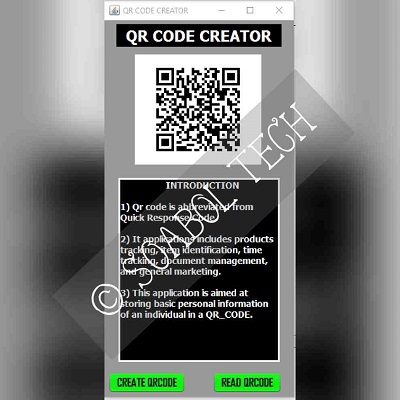 QR CODE CREATOR
QR CODE CREATOR
INTRODUCTION
1) Qr code is abbreviated from
Quick Response Code.
2) It applications includes products
tracking, item identification, time
tracking, document management,
and general marketing.
3) This application is aimed at
storing basic personal information
of an individual in a QR_CODE.
CREATE QRCODE
READ QRCODE